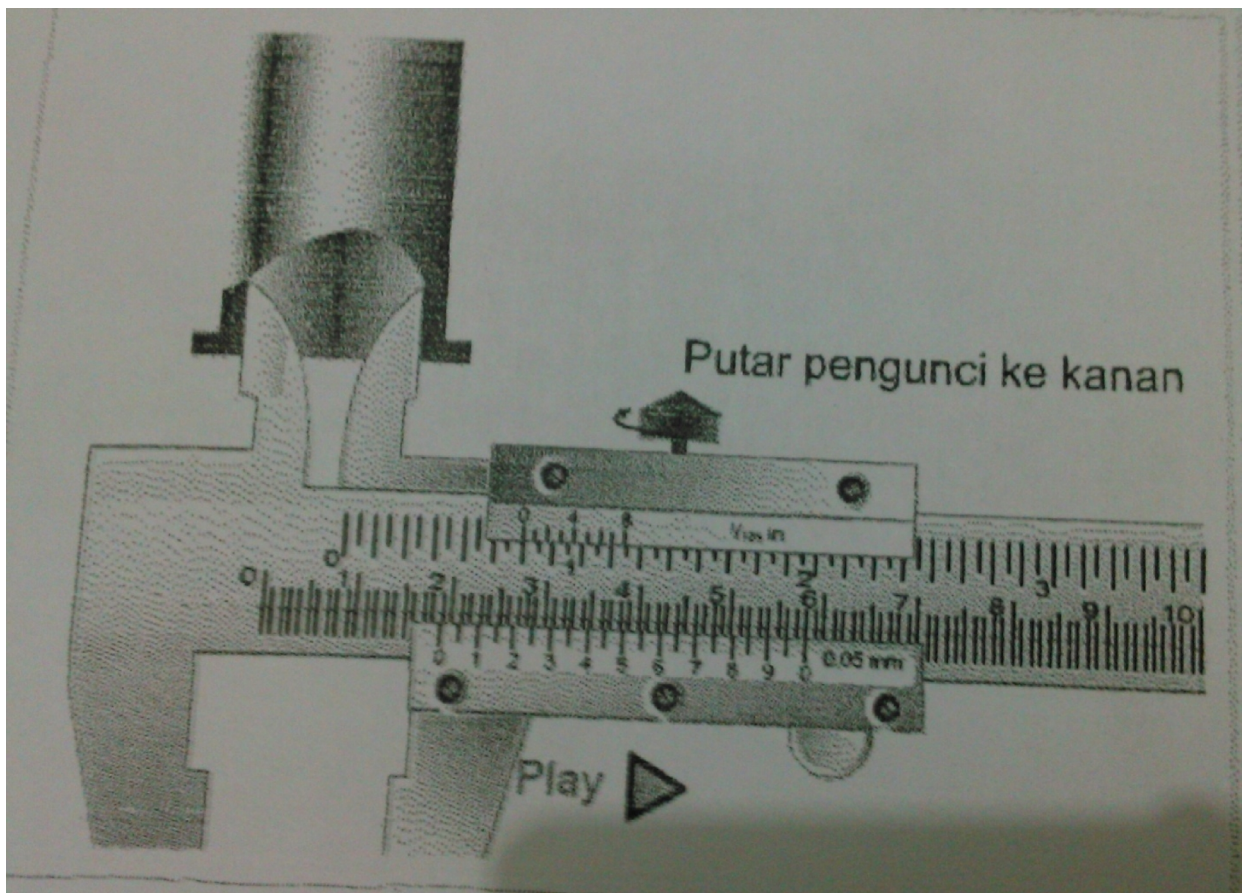 Putar pengunci ke kanan
0 4 8 1/128 in
0 1 2 3
0 1 2 3 4 5 6 7 8 9 10
0 1 2 3 4 5 6 7 8 9 0 0.05 mm
Play